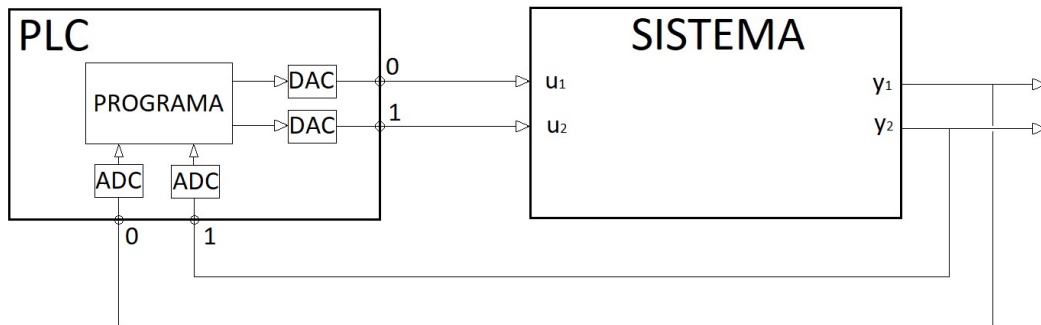 PLC
SISTEMA
PROGRAMA
DAC
0
u1
y1
DAC
1
u2
y2
ADC
ADC
0
1